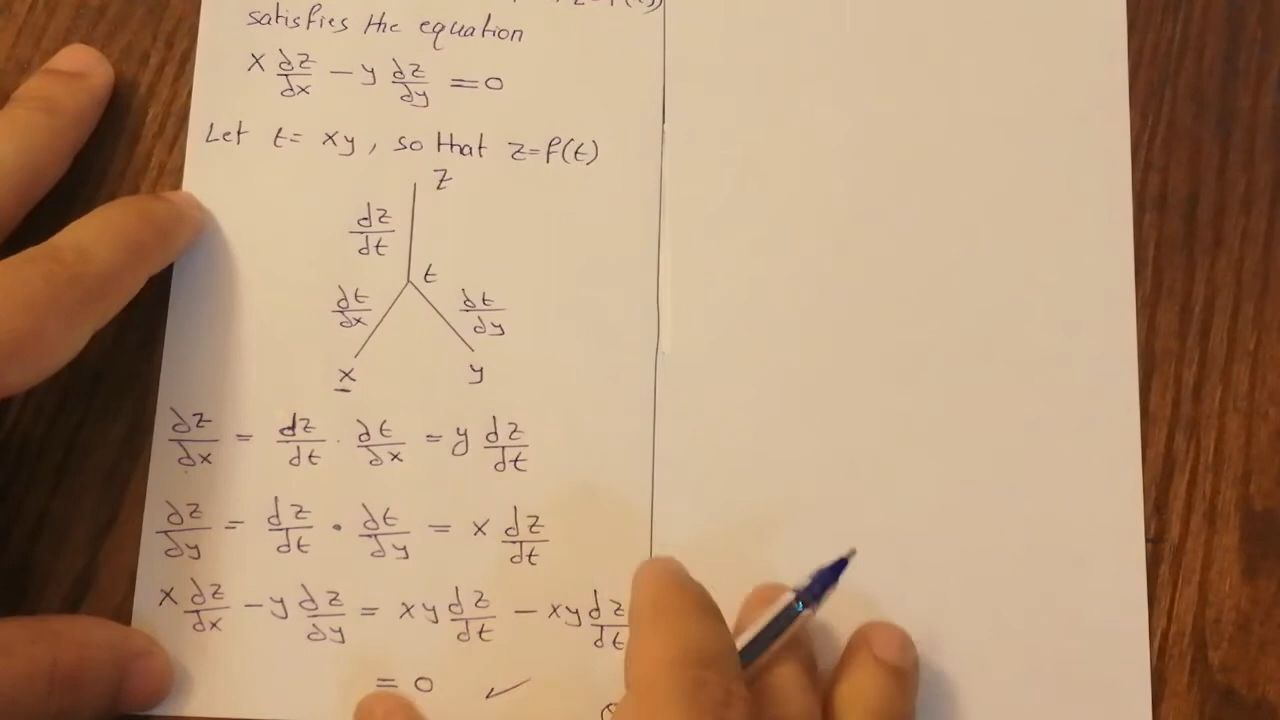 satisfies the equation
x ∂z/∂x − y ∂z/∂y = 0
Let t = xy, so that z = f(t)
z
dz/dt
t
∂t/∂x ∂t/∂y
x y
∂z/∂x = dz/dt · ∂t/∂x = y dz/dt
∂z/∂y = dz/dt · ∂t/∂y = x dz/dt
x ∂z/∂x − y ∂z/∂y = xy dz/dt − xy dz/dt
= 0 ✓